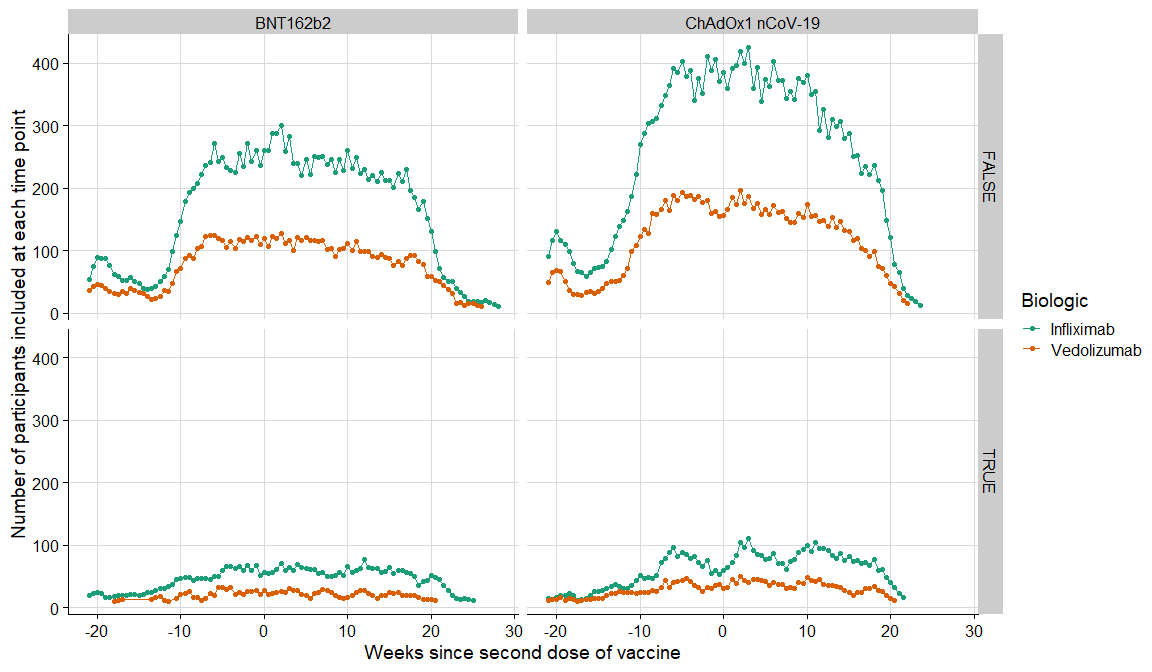 BNT162b2
ChAdOx1 nCoV-19
400
300
200
100
0
FALSE
400
300
200
100
0
TRUE
-20
-10
0
10
20
30
-20
-10
0
10
20
30
Weeks since second dose of vaccine
Number of participants included at each time point
Biologic
Infliximab
Vedolizumab